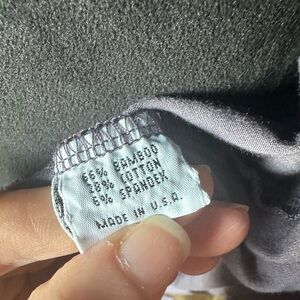 66% BAMBOO
28% COTTON
6% SPANDEX
MADE IN U.S.A.